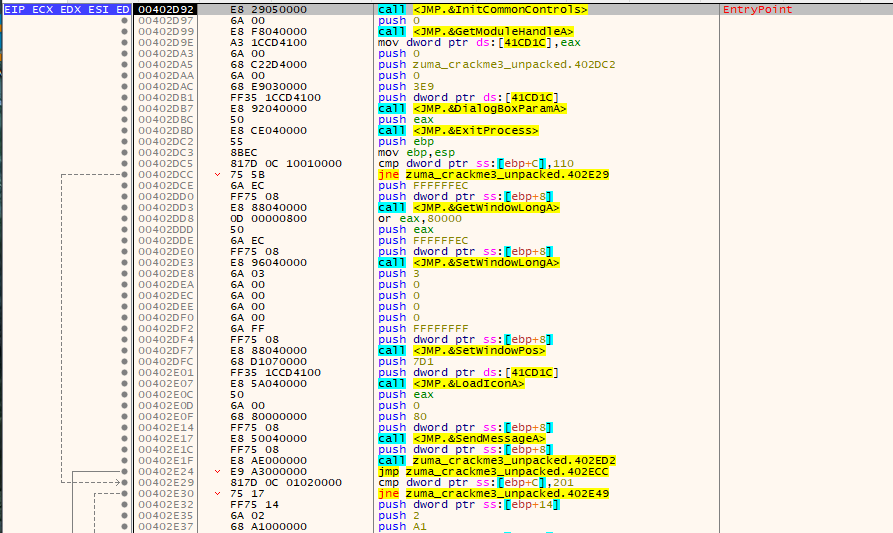 EIP ECX EDX ESI ED 00402D92 E8 29050000 call <JMP.&InitCommonControls> EntryPoint
00402D97 6A 00 push 0
00402D99 E8 F8040000 call <JMP.&GetModuleHandleA>
00402D9E A3 1CCD4100 mov dword ptr ds:[41CD1C],eax
00402DA3 6A 00 push 0
00402DA5 68 C22D4000 push zuma_crackme3_unpacked.402DC2
00402DAA 6A 00 push 0
00402DAC 68 E9030000 push 3E9
00402DB1 FF35 1CCD4100 push dword ptr ds:[41CD1C]
00402DB7 E8 92040000 call <JMP.&DialogBoxParamA>
00402DBC 50 push eax
00402DBD E8 CE040000 call <JMP.&ExitProcess>
00402DC2 55 push ebp
00402DC3 8BEC mov ebp,esp
00402DC5 817D 0C 10010000 cmp dword ptr ss:[ebp+C],110
00402DCC 75 5B jne zuma_crackme3_unpacked.402E29
00402DCE 6A EC push FFFFFFEC
00402DD0 FF75 08 push dword ptr ss:[ebp+8]
00402DD3 E8 88040000 call <JMP.&GetWindowLongA>
00402DD8 0D 00000800 or eax,80000
00402DDD 50 push eax
00402DDE 6A EC push FFFFFFEC
00402DE0 FF75 08 push dword ptr ss:[ebp+8]
00402DE3 E8 96040000 call <JMP.&SetWindowLongA>
00402DE8 6A 03 push 3
00402DEA 6A 00 push 0
00402DEC 6A 00 push 0
00402DEE 6A 00 push 0
00402DF0 6A 00 push 0
00402DF2 6A FF push FFFFFFFF
00402DF4 FF75 08 push dword ptr ss:[ebp+8]
00402DF7 E8 88040000 call <JMP.&SetWindowPos>
00402DFC 68 D1070000 push 7D1
00402E01 FF35 1CCD4100 push dword ptr ds:[41CD1C]
00402E07 E8 5A040000 call <JMP.&LoadIconA>
00402E0C 50 push eax
00402E0D 6A 00 push 0
00402E0F 68 80000000 push 80
00402E14 FF75 08 push dword ptr ss:[ebp+8]
00402E17 E8 50040000 call <JMP.&SendMessageA>
00402E1C FF75 08 push dword ptr ss:[ebp+8]
00402E1F E8 AE000000 call zuma_crackme3_unpacked.402ED2
00402E24 E9 A3000000 jmp zuma_crackme3_unpacked.402ECC
00402E29 817D 0C 01020000 cmp dword ptr ss:[ebp+C],201
00402E30 75 17 jne zuma_crackme3_unpacked.402E49
00402E32 FF75 14 push dword ptr ss:[ebp+14]
00402E35 6A 02 push 2
00402E37 68 A1000000 push A1